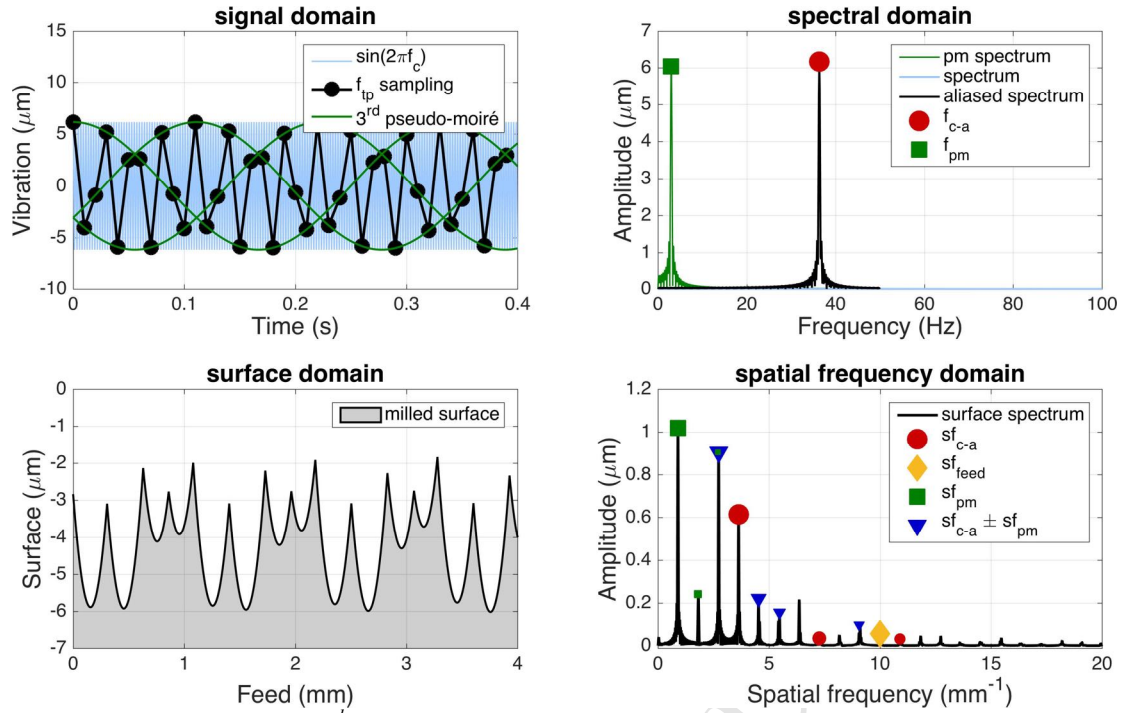 signal domain
15
10
5
0
-5
-10
Vibration (μm)
sin(2πf_c)
f_tp sampling
3rd pseudo-moiré
0
0.1
0.2
0.3
0.4
Time (s)
spectral domain
7
6
5
4
3
2
1
0
Amplitude (μm)
pm spectrum
spectrum
aliased spectrum
f_c-a
f_pm
0
20
40
60
80
100
Frequency (Hz)
surface domain
0
-1
-2
-3
-4
-5
-6
-7
Surface (μm)
milled surface
0
1
2
3
4
Feed (mm)
spatial frequency domain
1.2
1
0.8
0.6
0.4
0.2
0
Amplitude (μm)
surface spectrum
sf_c-a
sf_feed
sf_pm
sf_c-a ± sf_pm
0
5
10
15
20
Spatial frequency (mm⁻¹)